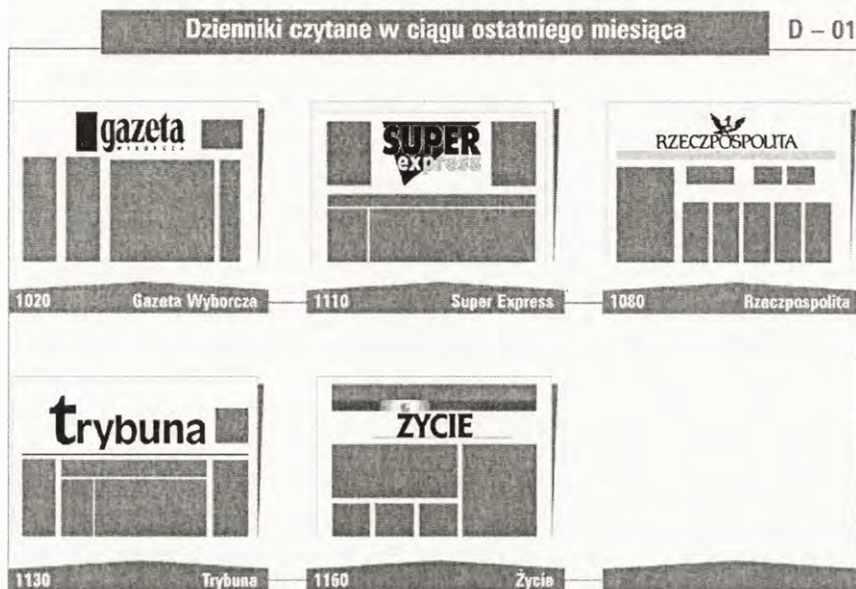 Dzienniki czytane w ciągu ostatniego miesiąca
D – 01
gazeta
WYBORCZA
SUPER
express
RZECZPOSPOLITA
1020 Gazeta Wyborcza
1110 Super Express
1080 Rzeczpospolita
trybuna
ŻYCIE
1130 Trybuna
1160 Życie